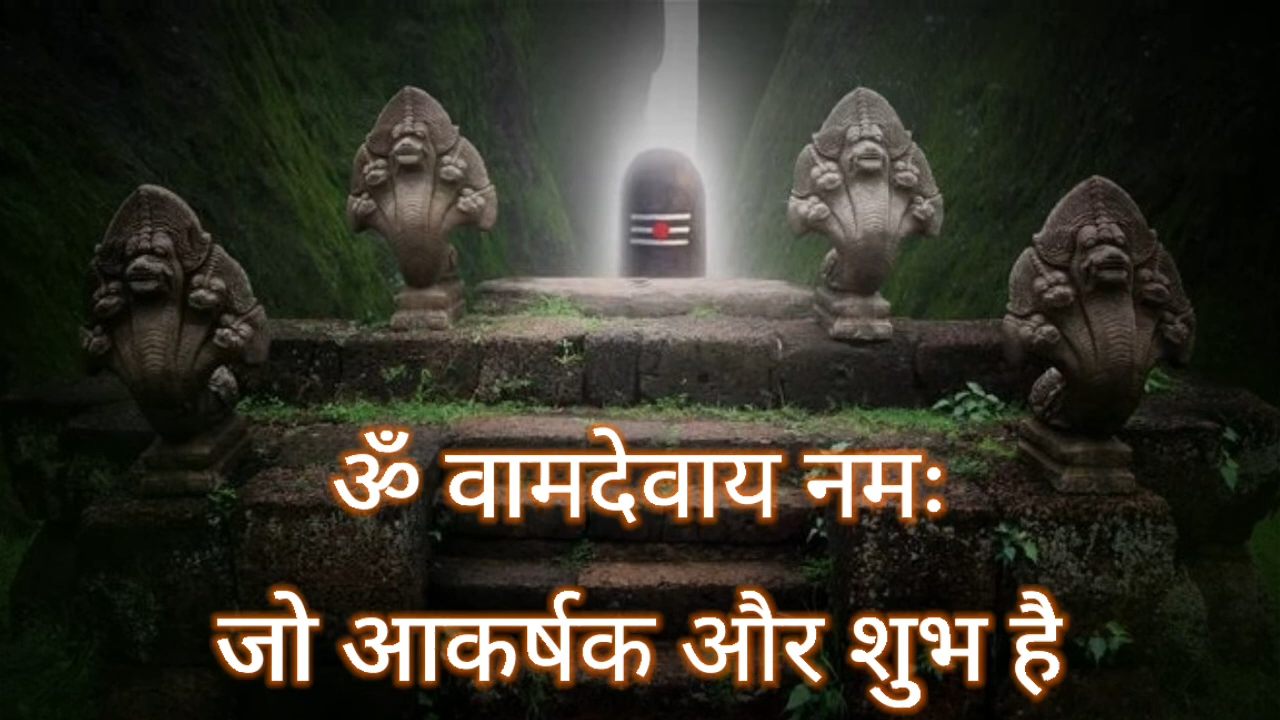 ॐ वामदेवाय नमः
जो आकर्षक और शुभ है